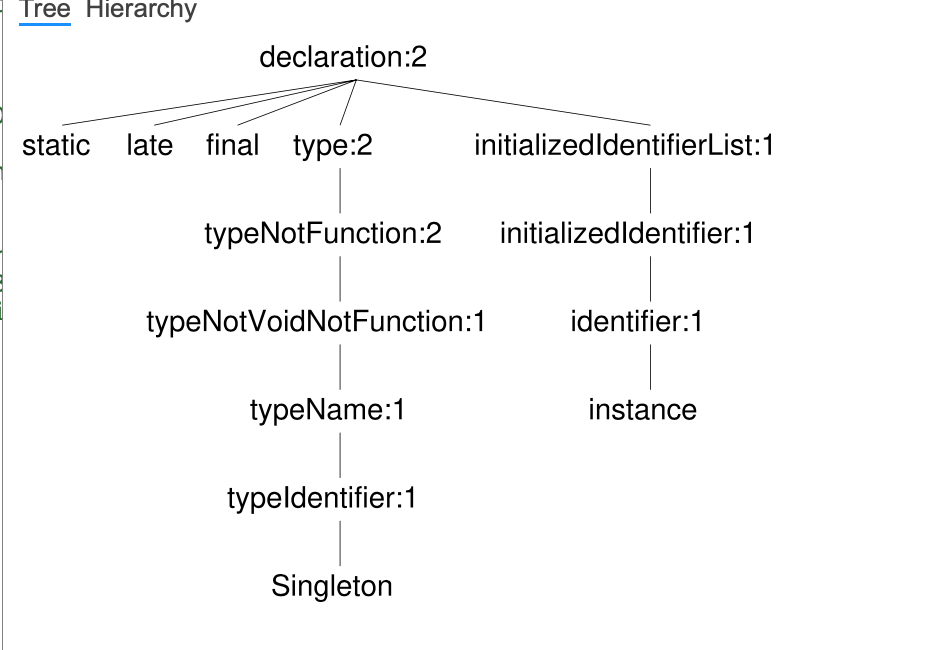 Tree Hierarchy
declaration:2
static late final type:2 initializedIdentifierList:1
typeNotFunction:2 initializedIdentifier:1
typeNotVoidNotFunction:1 identifier:1
typeName:1 instance
typeIdentifier:1
Singleton